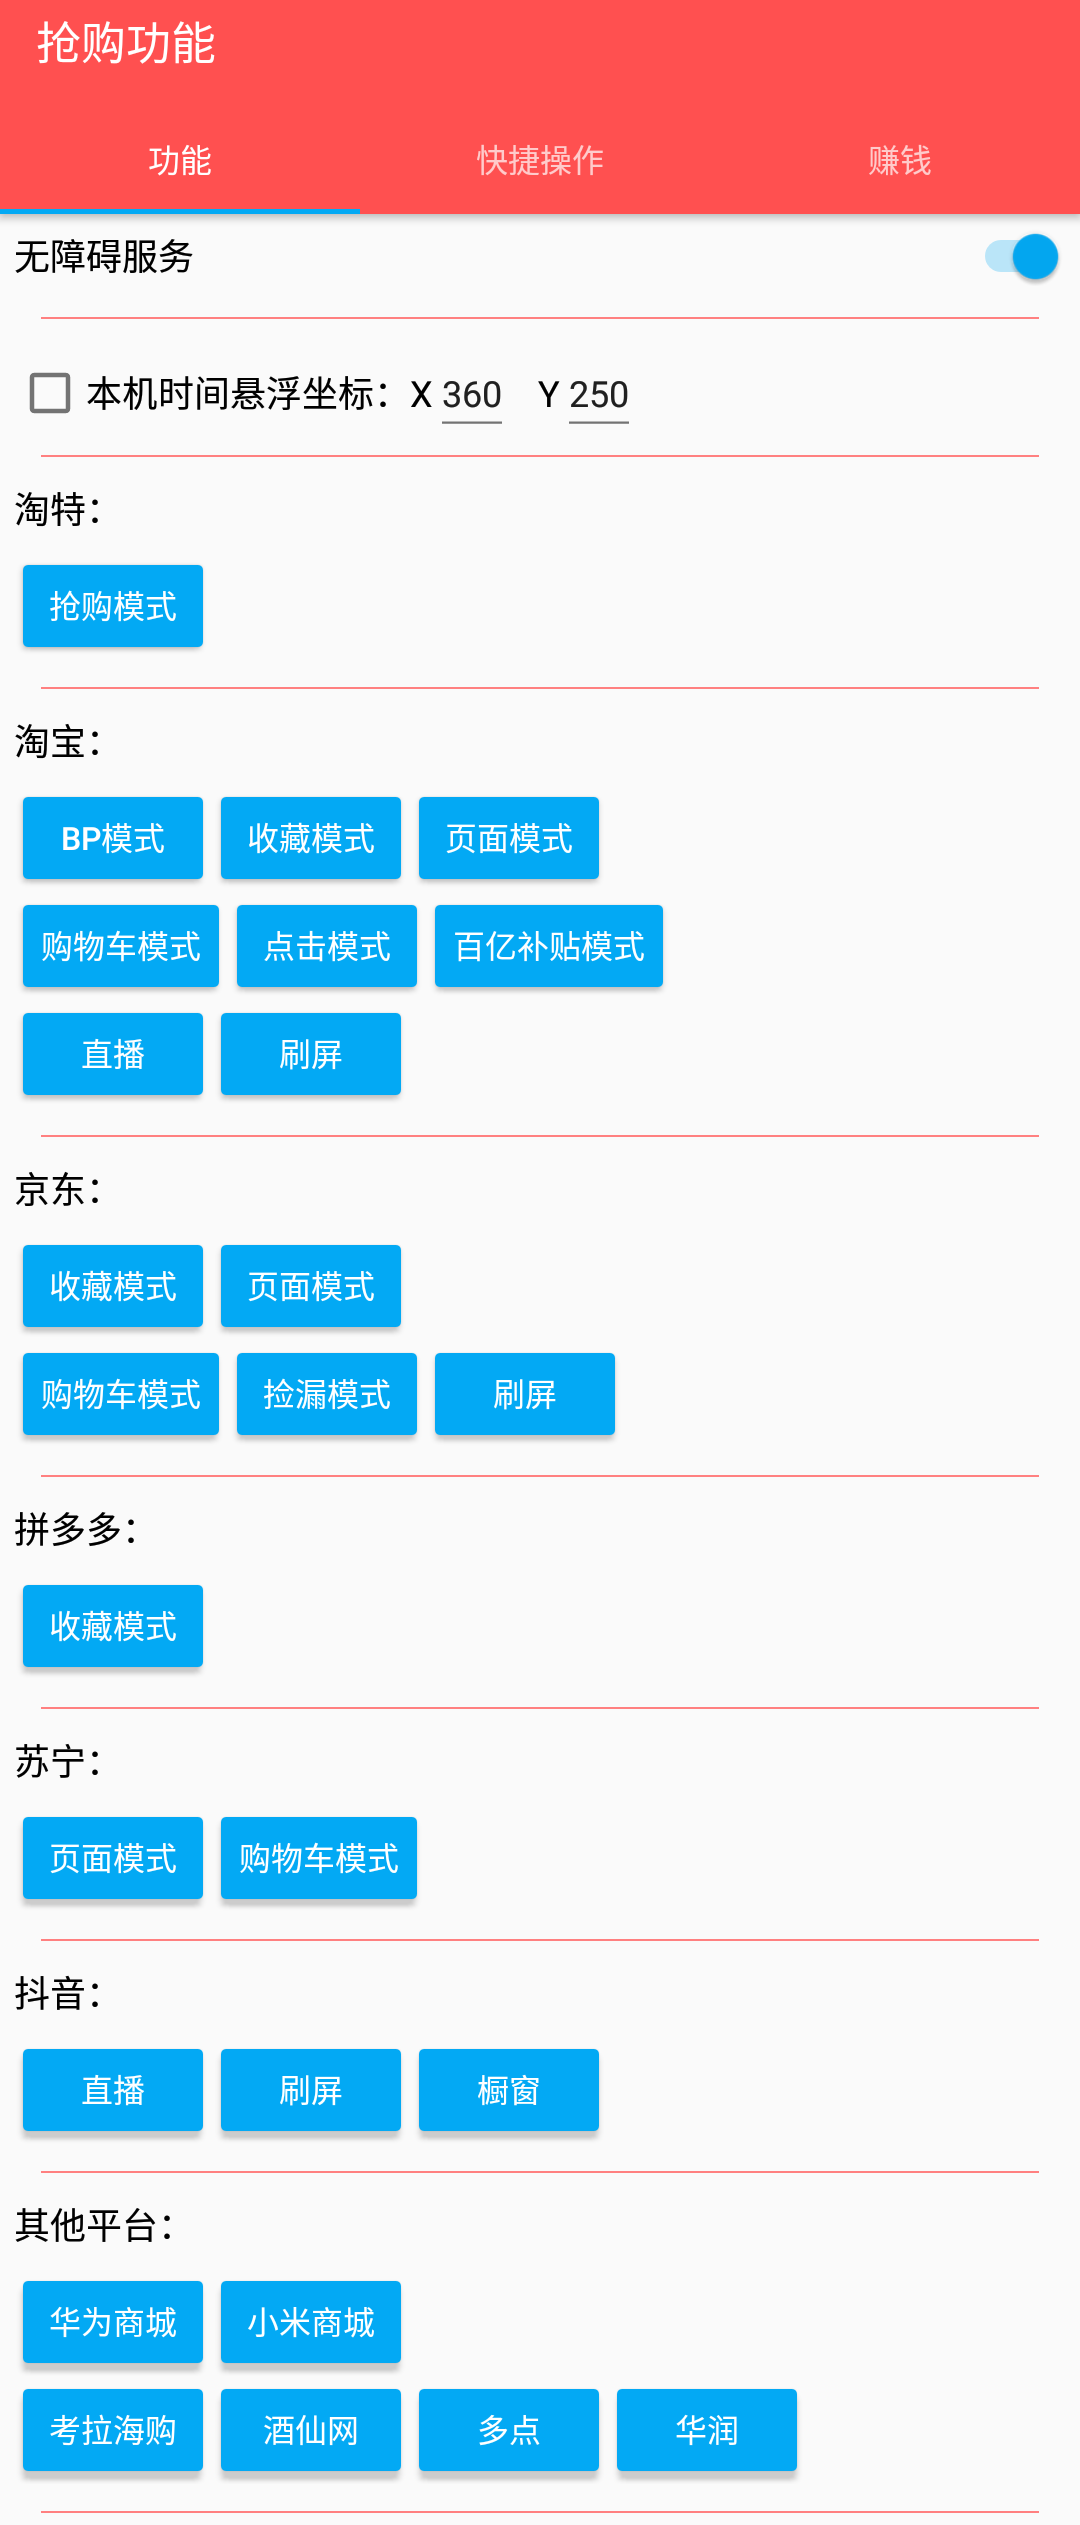 抢购功能
功能 快捷操作 赚钱
无障碍服务
本机时间悬浮坐标：X 360 Y 250
淘特：
抢购模式
淘宝：
BP模式 收藏模式 页面模式
购物车模式 点击模式 百亿补贴模式
直播 刷屏
京东：
收藏模式 页面模式
购物车模式 捡漏模式 刷屏
拼多多：
收藏模式
苏宁：
页面模式 购物车模式
抖音：
直播 刷屏 橱窗
其他平台：
华为商城 小米商城
考拉海购 酒仙网 多点 华润